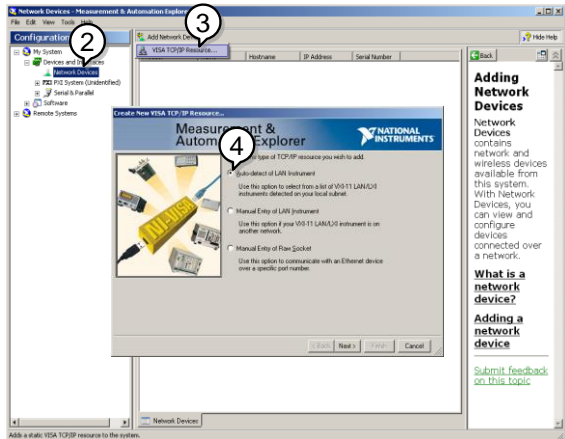 Network Devices - Measurement & Automation Explorer
File Edit View Tools Help
Configuration
2
3
Add Network Dev
Hide Help
VISA TCP/IP Resource...
Hostname IP Address Serial Number
My System
Devices and Interfaces
Network Devices
PXI PXI System (Unidentified)
Serial & Parallel
Software
Remote Systems
Back
Adding
Network
Devices
Network
Devices
contains
network and
wireless devices
available from
this system.
With Network
Devices, you
can view and
configure
devices
connected over
a network.
What is a
network
device?
Adding a
network
device
Submit feedback
on this topic
Create New VISA TCP/IP Resource...
Measurement &
Automation Explorer
NATIONAL
INSTRUMENTS
4
NI-VISA
type of TCP/IP resource you wish to add.
Auto-detect of LAN Instrument
Use this option to select from a list of VXI-11 LAN/LXI
instruments detected on your local subnet.
Manual Entry of LAN Instrument
Use this option if your VXI-11 LAN/LXI instrument is on
another network.
Manual Entry of Raw Socket
Use this option to communicate with an Ethernet device
over a specific port number.
< Back Next > Finish Cancel
Network Devices
Adds a static VISA TCP/IP resource to the system.